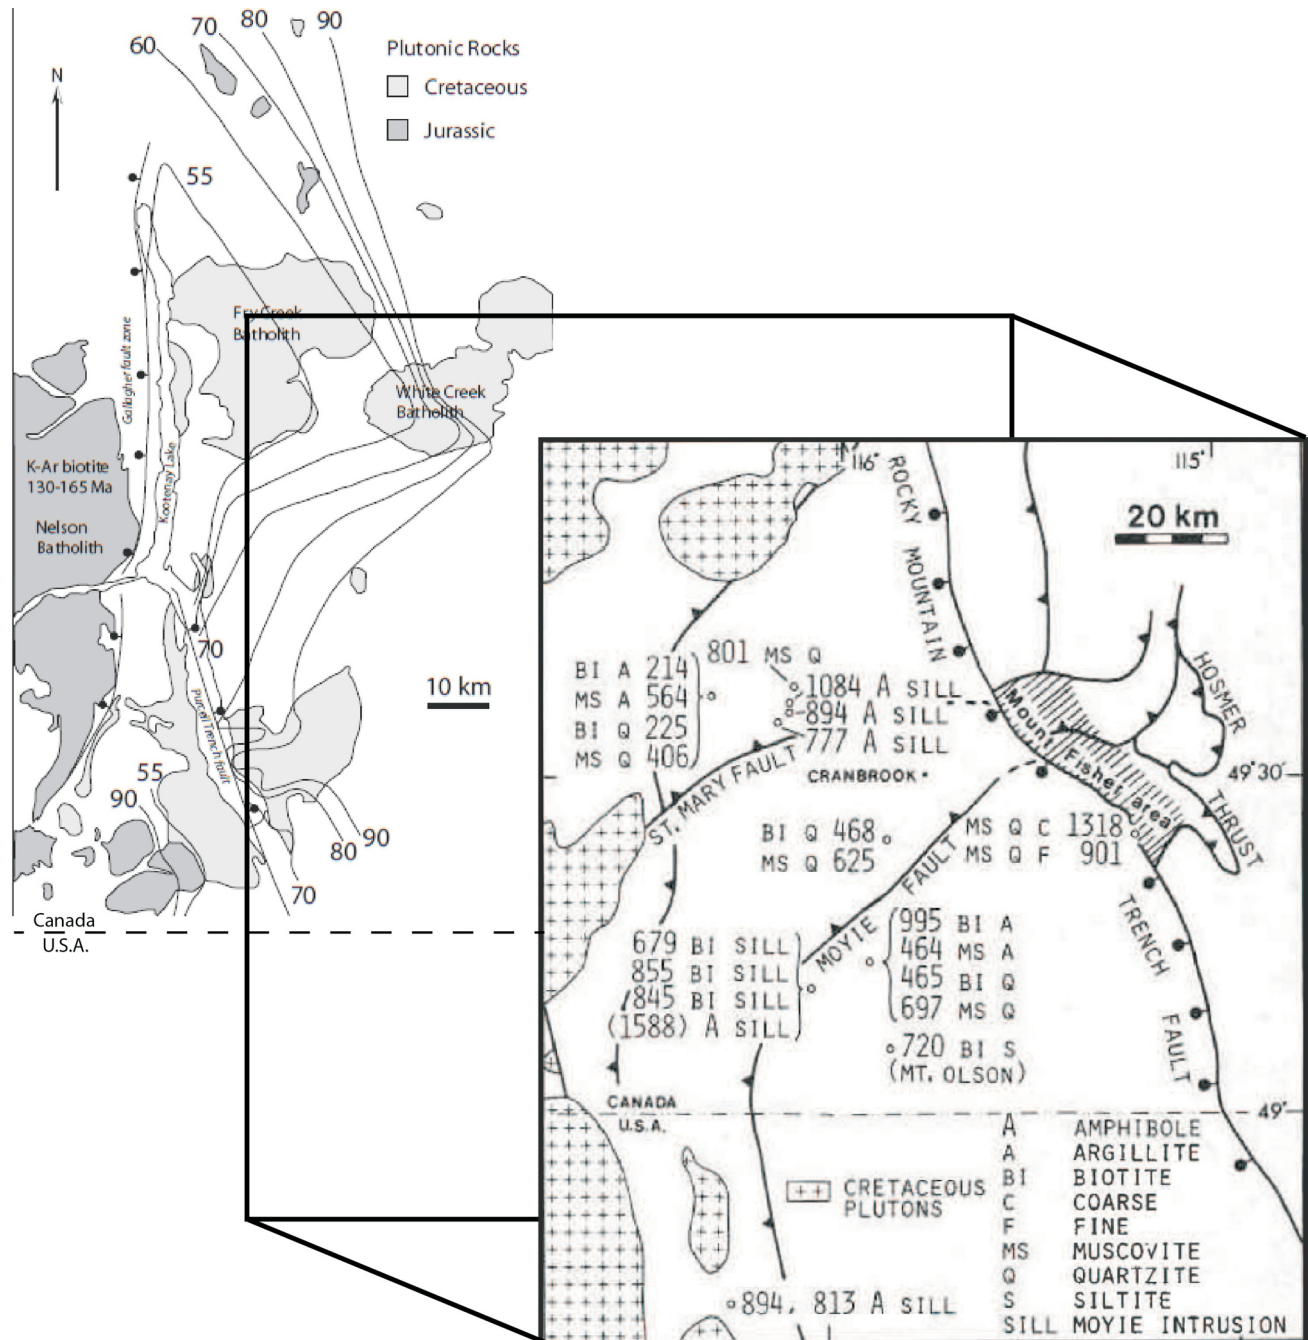 60
70
80
90
Plutonic Rocks
Cretaceous
Jurassic
N
55
Fry Creek
Batholith
White Creek
Batholith
Gallagher fault zone
Kootenay Lake
K-Ar biotite
130-165 Ma
Nelson
Batholith
70
Purcell Trench fault
10 km
55
90
90
80
70
Canada
U.S.A.
116°
115°
ROCKY
MOUNTAIN
TRENCH
FAULT
20 km
BI A 214
MS A 564
BI Q 225
MS Q 406
801 MS Q
1084 A SILL
894 A SILL
777 A SILL
Mount Fisher area
HOSMER
THRUST
ST. MARY FAULT
CRANBROOK
49°30'
BI Q 468
MS Q 625
MS Q C 1318
MS Q F 901
MOYIE FAULT
679 BI SILL
855 BI SILL
845 BI SILL
(1588) A SILL
995 BI A
464 MS A
465 BI Q
697 MS Q
720 BI S
(MT. OLSON)
CANADA
U.S.A.
49°
CRETACEOUS
PLUTONS
A AMPHIBOLE
A ARGILLITE
BI BIOTITE
C COARSE
F FINE
MS MUSCOVITE
Q QUARTZITE
S SILTITE
SILL MOYIE INTRUSION
894, 813 A SILL